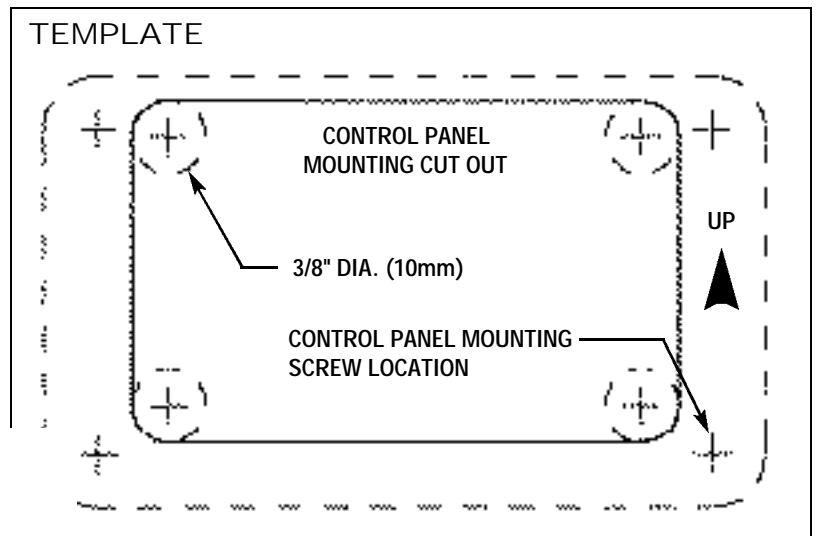 TEMPLATE
CONTROL PANEL
MOUNTING CUT OUT
UP
3/8" DIA. (10mm)
CONTROL PANEL MOUNTING
SCREW LOCATION